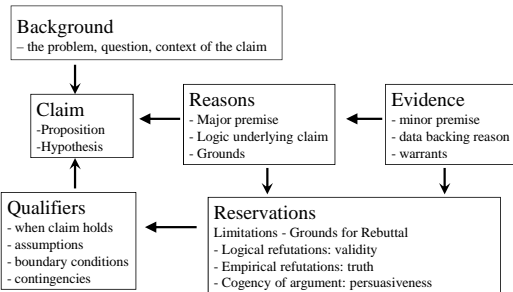 Background
– the problem, question, context of the claim
Claim
-Proposition
-Hypothesis
Reasons
- Major premise
- Logic underlying claim
- Grounds
Evidence
- minor premise
- data backing reason
- warrants
Qualifiers
- when claim holds
- assumptions
- boundary conditions
- contingencies
Reservations
Limitations - Grounds for Rebuttal
- Logical refutations: validity
- Empirical refutations: truth
- Cogency of argument: persuasiveness